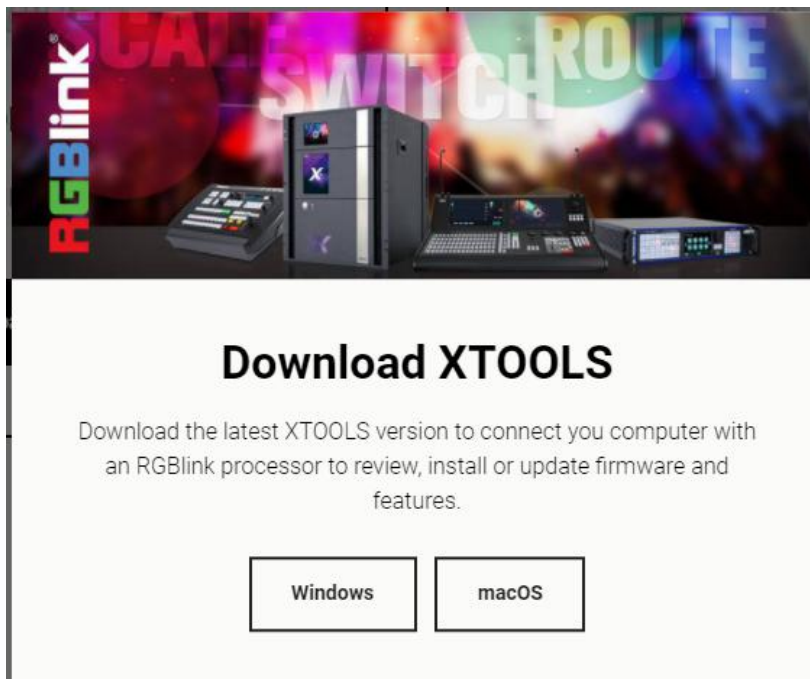 SCALE
SWITCH
ROUTE
RGBlink®
X
Download XTOOLS
Download the latest XTOOLS version to connect you computer with
an RGBlink processor to review, install or update firmware and
features.
Windows
macOS